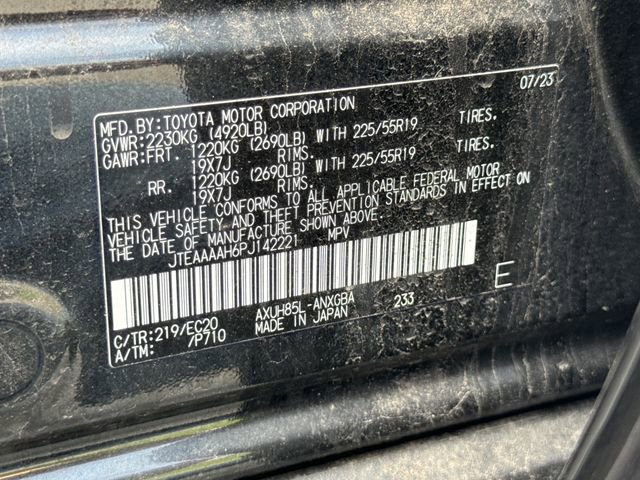 07/23
MFD.BY:TOYOTA MOTOR CORPORATION
GVWR:2230KG (4920LB)
GAWR:FRT. 1220KG (2690LB) WITH 225/55R19 TIRES,
19X7J RIMS.
RR. 1220KG (2690LB) WITH 225/55R19 TIRES,
19X7J RIMS.
THIS VEHICLE CONFORMS TO ALL APPLICABLE FEDERAL MOTOR
VEHICLE SAFETY AND THEFT PREVENTION STANDARDS IN EFFECT ON
THE DATE OF MANUFACTURE SHOWN ABOVE.
JTEAAAAH6PJ142221 MPV
E
C/TR:219/EC20 AXUH85L-ANXGBA 233
A/TM: /P710 MADE IN JAPAN